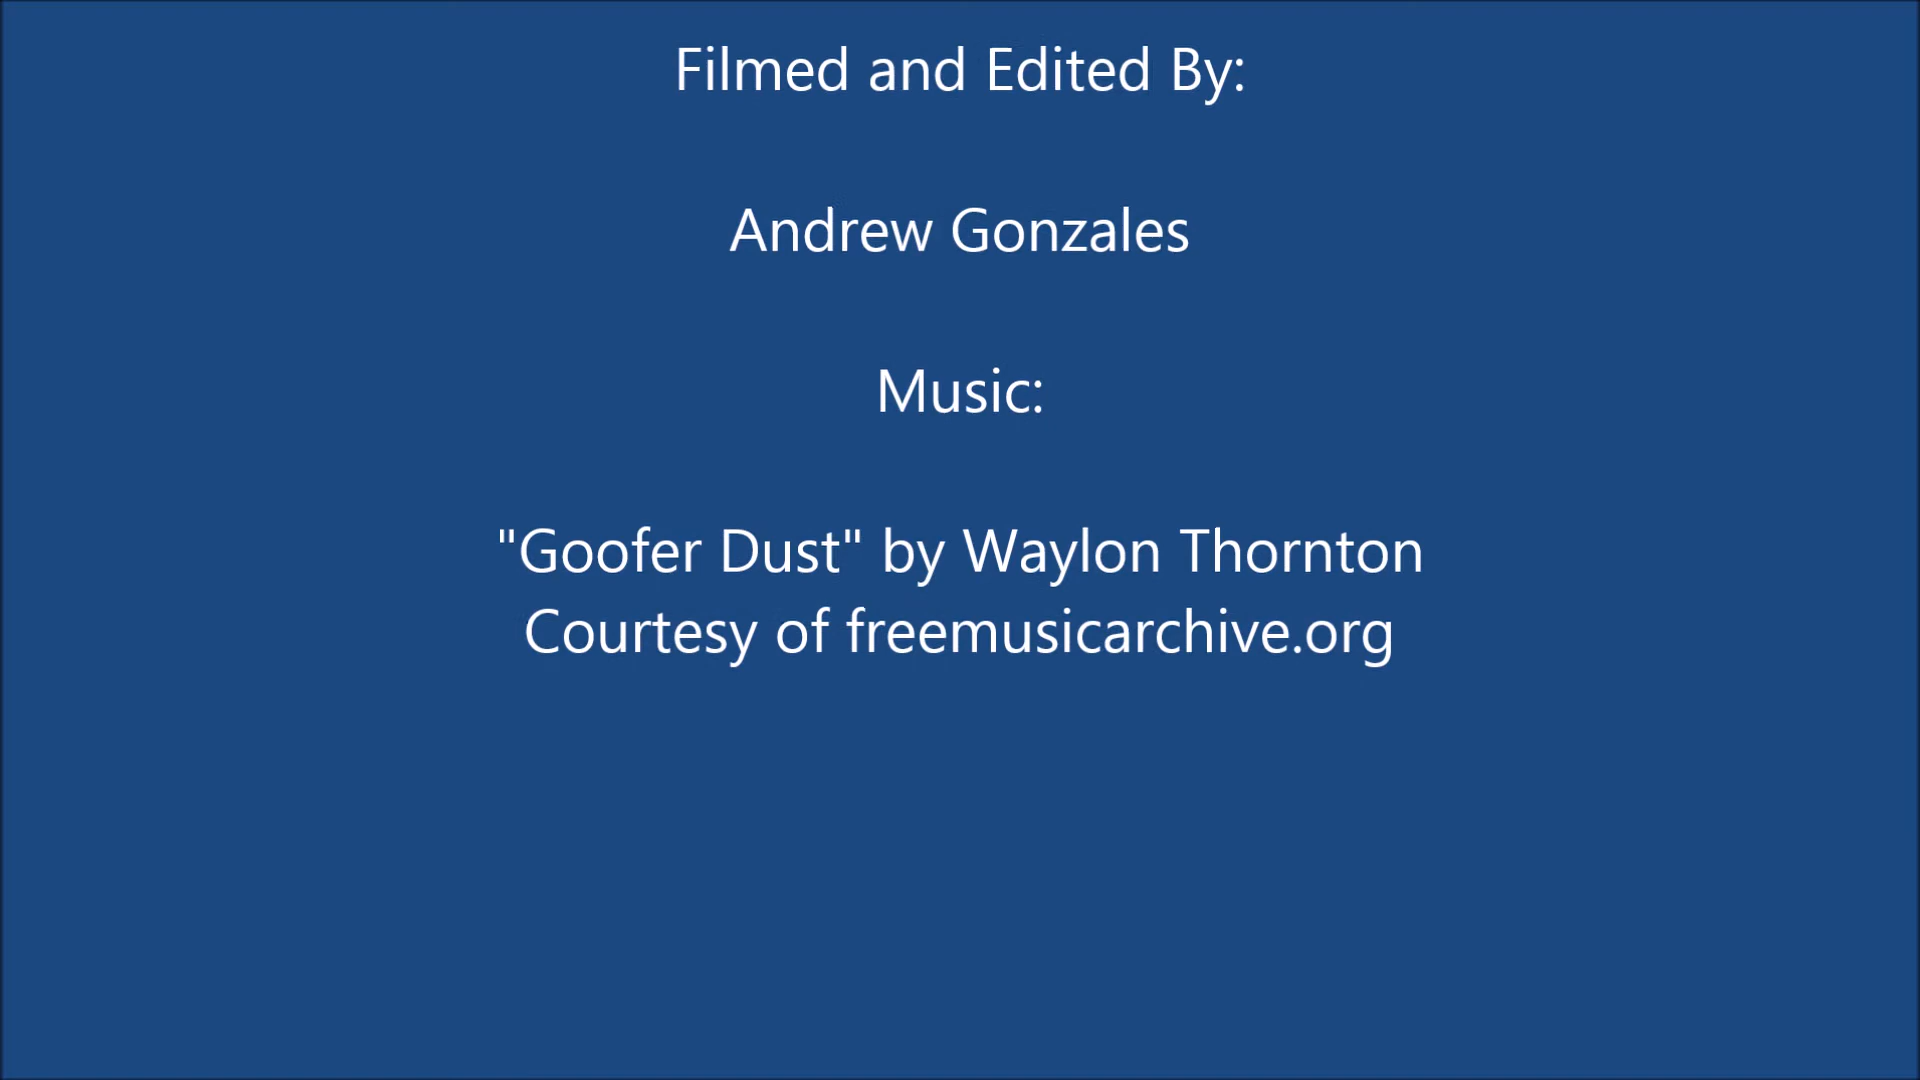 Filmed and Edited By:
Andrew Gonzales
Music:
"Goofer Dust" by Waylon Thornton
Courtesy of freemusicarchive.org